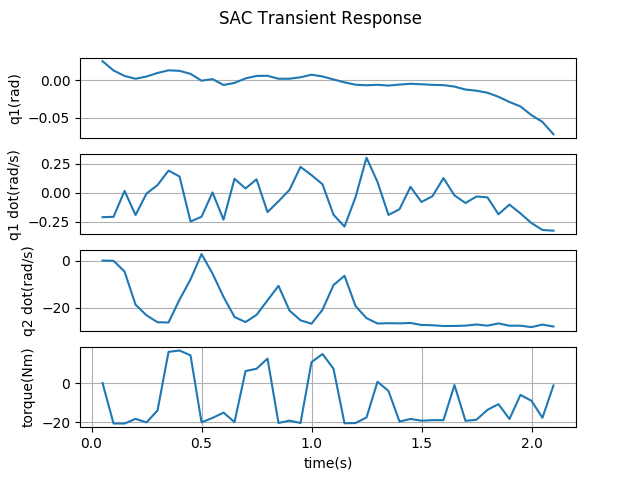 SAC Transient Response
q1(rad)
0.00
−0.05
q1 dot(rad/s)
0.25
0.00
−0.25
q2 dot(rad/s)
0
−20
torque(Nm)
0
−20
0.0 0.5 1.0 1.5 2.0
time(s)